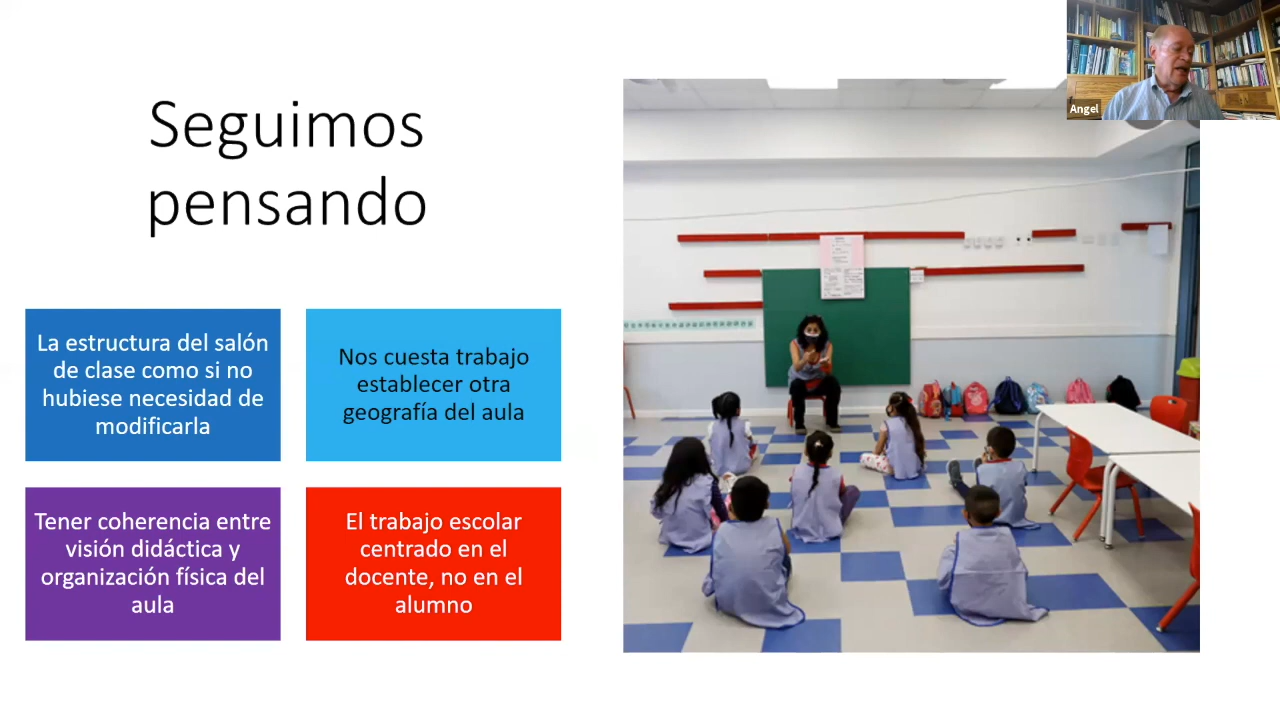 Seguimos
pensando
La estructura del salón
de clase como si no
hubiese necesidad de
modificarla
Nos cuesta trabajo
establecer otra
geografía del aula
Tener coherencia entre
visión didáctica y
organización física del
aula
El trabajo escolar
centrado en el
docente, no en el
alumno
Angel